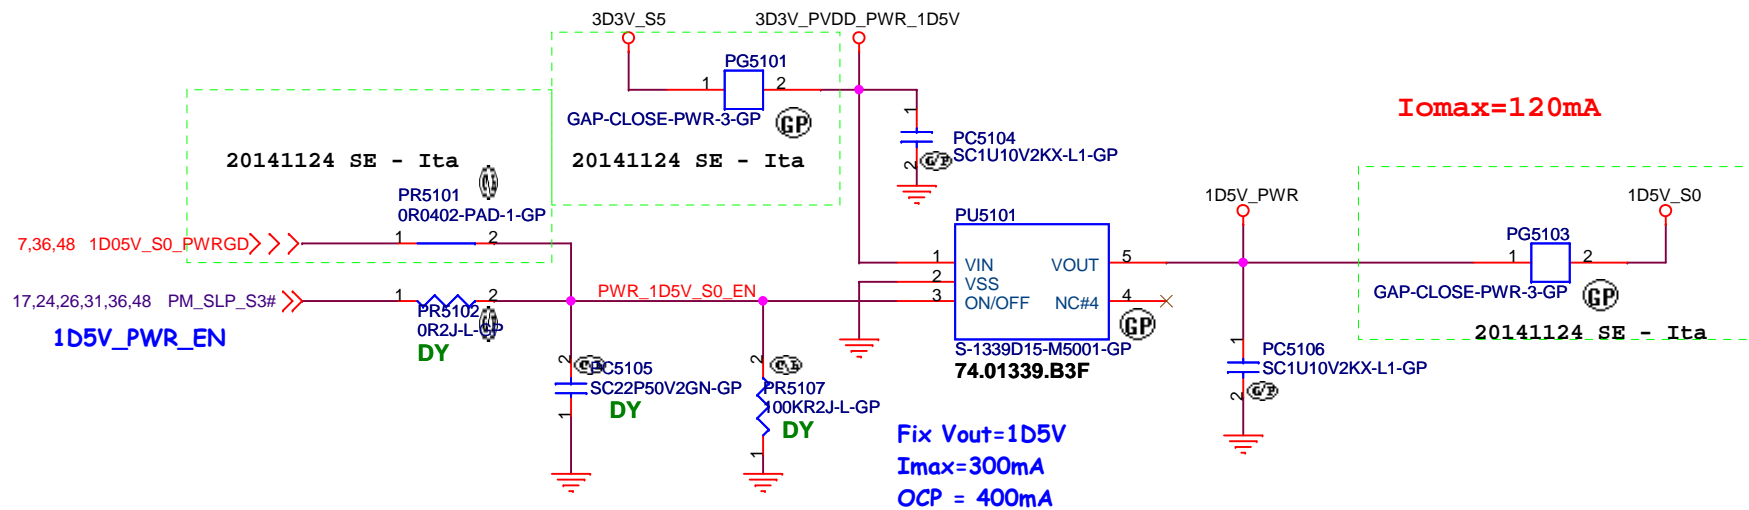 3D3V_S5
3D3V_PVDD_PWR_1D5V
PG5101
1
2
GAP-CLOSE-PWR-3-GP
GP
20141124 SE - Ita
20141124 SE - Ita
1
2
PC5104
SC1U10V2KX-L1-GP
Iomax=120mA
PR5101
0R0402-PAD-1-GP
1
2
7,36,48 1D05V_S0_PWRGD
17,24,26,31,36,48 PM_SLP_S3#
1
2
PR5102
0R2J-L-GP
DY
1D5V_PWR_EN
PWR_1D5V_S0_EN
2
PC5105
SC22P50V2GN-GP
DY
1
2
PR5107
100KR2J-L-GP
DY
1
PU5101
1 VIN
2 VSS
3 ON/OFF
VOUT 5
NC#4 4
GP
S-1339D15-M5001-GP
74.01339.B3F
Fix Vout=1D5V
Imax=300mA
OCP = 400mA
1D5V_PWR
1D5V_S0
PG5103
1
2
GAP-CLOSE-PWR-3-GP
GP
20141124 SE - Ita
1
PC5106
SC1U10V2KX-L1-GP
2